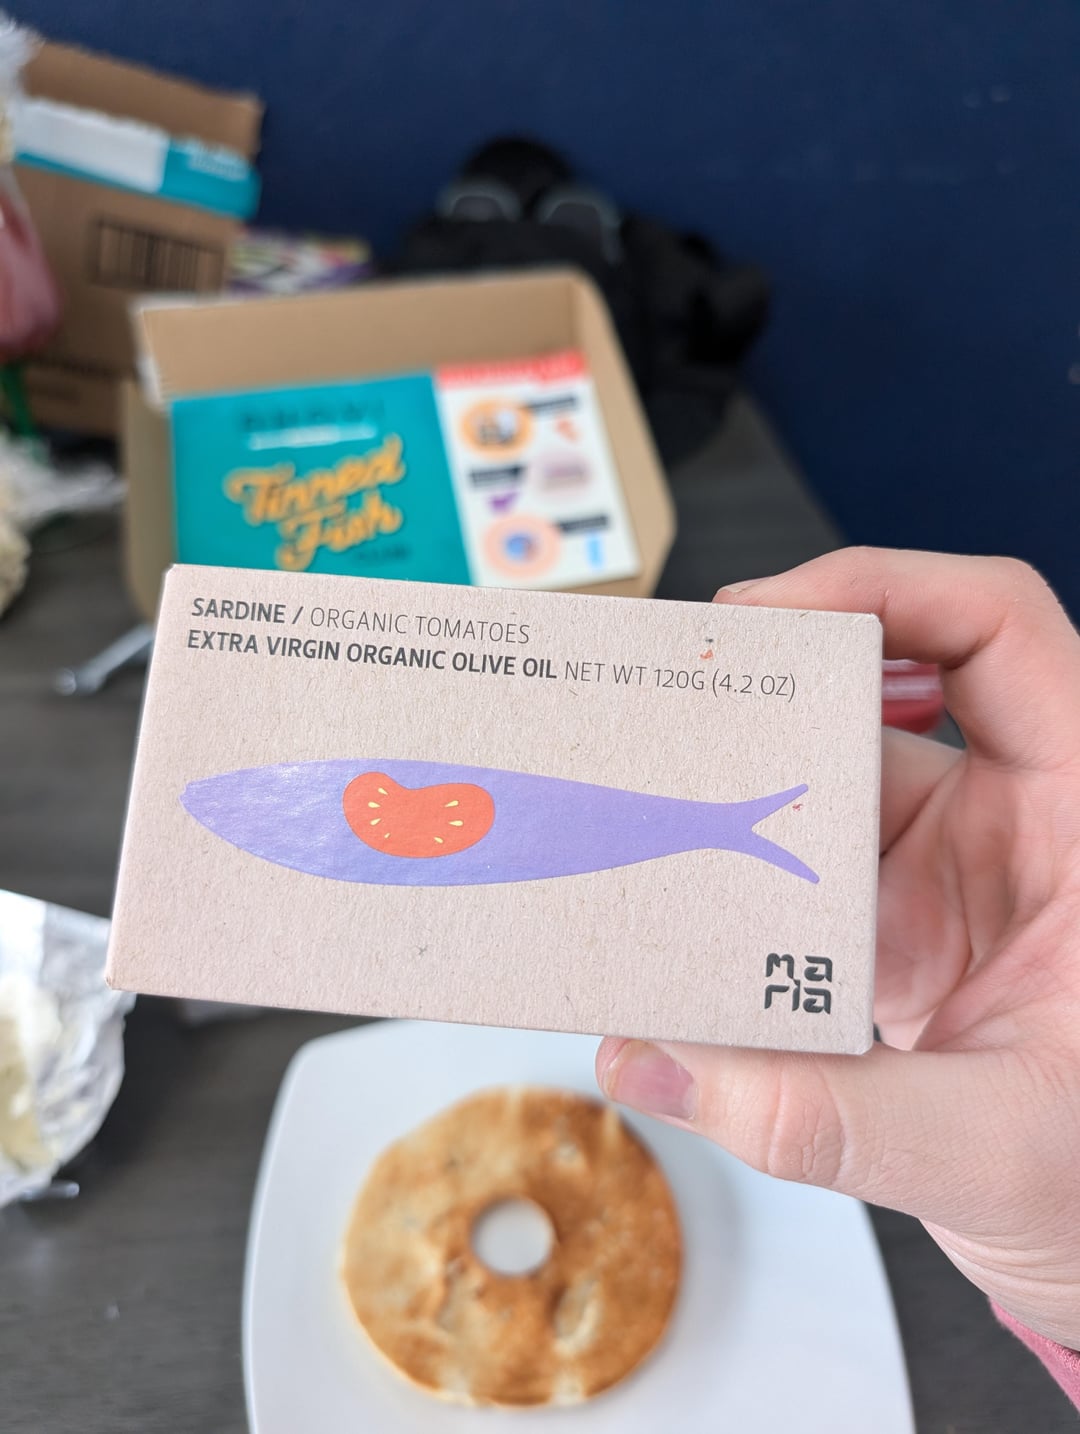 Tinned
Fish
SARDINE / ORGANIC TOMATOES
EXTRA VIRGIN ORGANIC OLIVE OIL NET WT 120G (4.2 OZ)
ma
ria